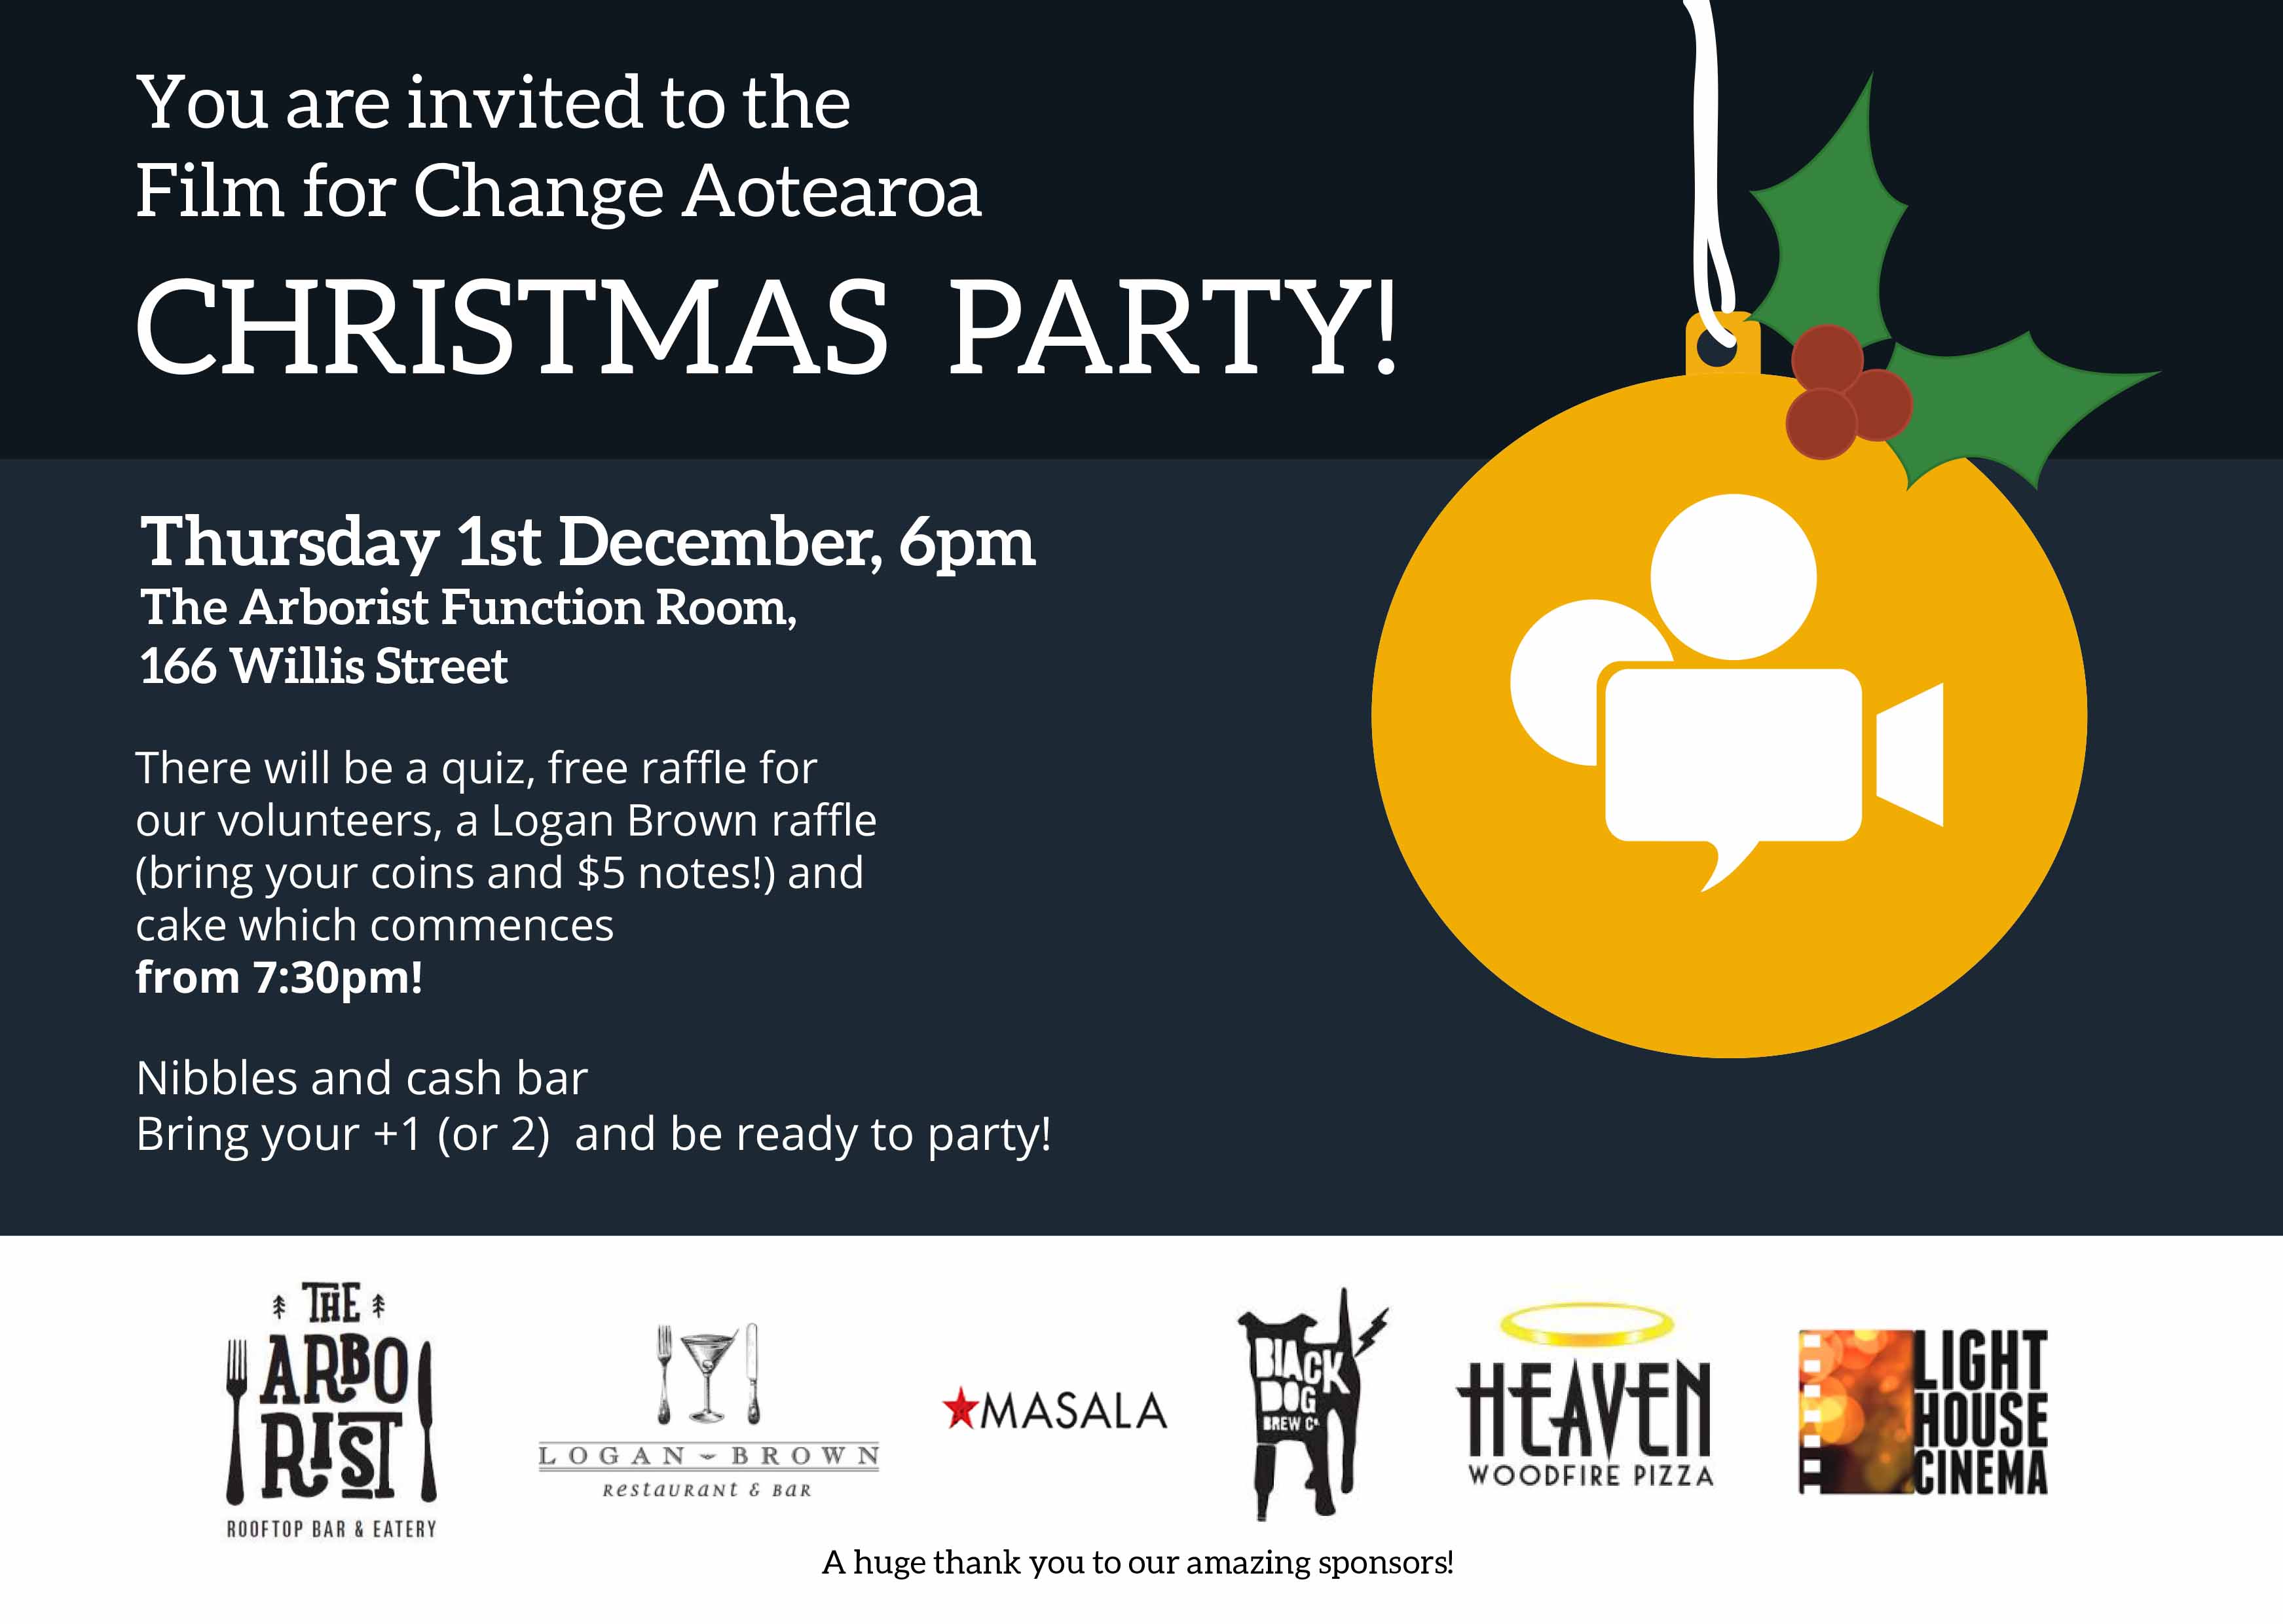 You are invited to the
Film for Change Aotearoa
CHRISTMAS PARTY!
Thursday 1st December, 6pm
The Arborist Function Room,
166 Willis Street
There will be a quiz, free raffle for
our volunteers, a Logan Brown raffle
(bring your coins and $5 notes!) and
cake which commences
from 7:30pm!
Nibbles and cash bar
Bring your +1 (or 2) and be ready to party!
THE
ARBO
RIST
ROOFTOP BAR & EATERY
LOGAN BROWN
RESTAURANT & BAR
MASALA
BLACK
DOG
BREW Co.
HEAVEN
WOODFIRE PIZZA
LIGHT
HOUSE
CINEMA
A huge thank you to our amazing sponsors!